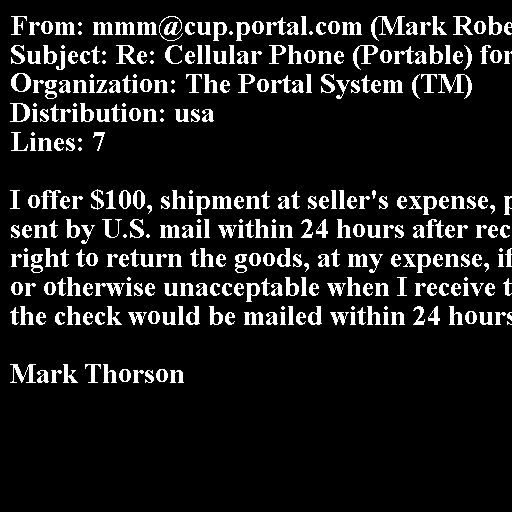 From: mmm@cup.portal.com (Mark Robe
Subject: Re: Cellular Phone (Portable) for
Organization: The Portal System (TM)
Distribution: usa
Lines: 7

I offer $100, shipment at seller's expense, p
sent by U.S. mail within 24 hours after rec
right to return the goods, at my expense, if
or otherwise unacceptable when I receive t
the check would be mailed within 24 hours

Mark Thorson